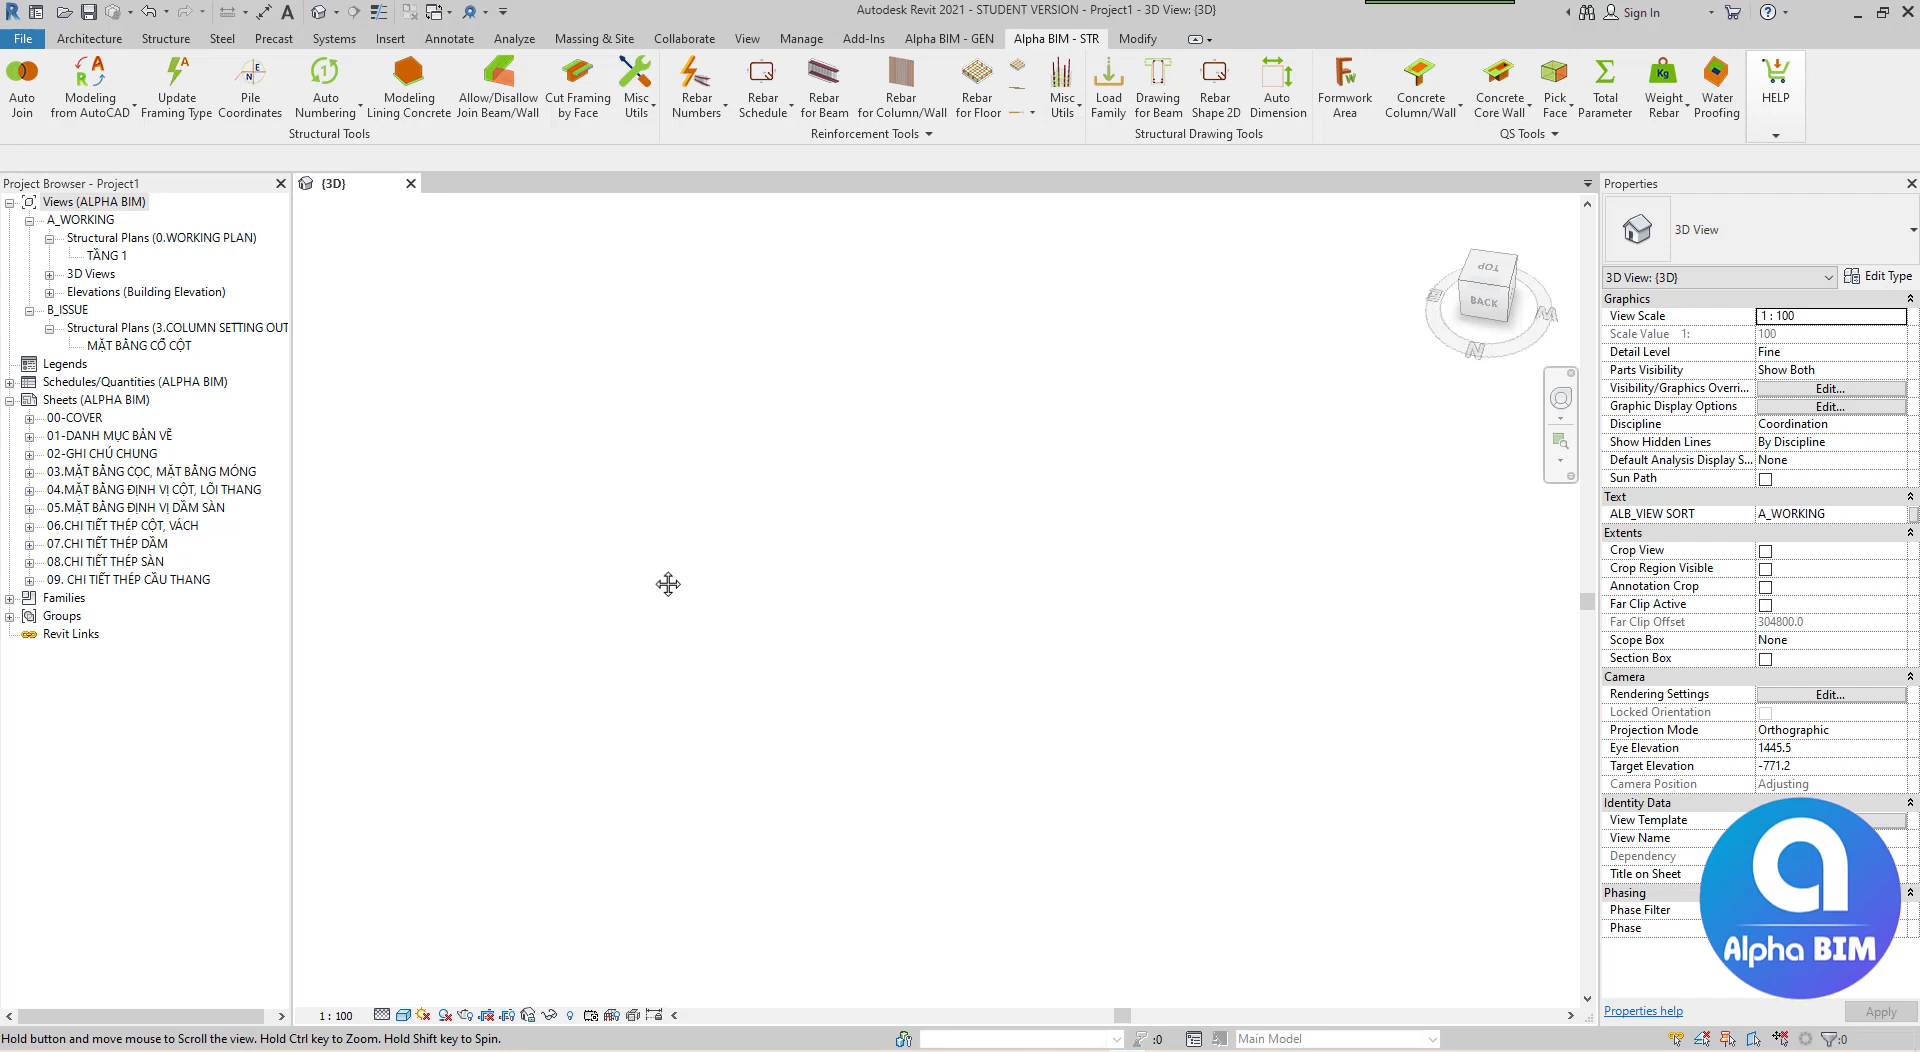 Autodesk Revit 2021 - STUDENT VERSION - Project1 - 3D View: {3D}
Sign In
File Architecture Structure Steel Precast Systems Insert Annotate Analyze Massing & Site Collaborate View Manage Add-Ins Alpha BIM - GEN Alpha BIM - STR Modify
Auto Join
Modeling from AutoCAD
Update Framing Type
Pile Coordinates
Auto Numbering
Modeling Lining Concrete
Allow/Disallow Join Beam/Wall
Cut Framing by Face
Misc Utils
Rebar Numbers
Rebar Schedule
Rebar for Beam
Rebar for Column/Wall
Rebar for Floor
Misc Utils
Load Family
Drawing for Beam
Rebar Shape 2D
Auto Dimension
Formwork Area
Concrete Column/Wall
Concrete Core Wall
Pick Face
Total Parameter
Weight Rebar
Water Proofing
HELP
Structural Tools
Reinforcement Tools
Structural Drawing Tools
QS Tools
Project Browser - Project1
Views (ALPHA BIM)
A_WORKING
Structural Plans (0.WORKING PLAN)
TẦNG 1
3D Views
Elevations (Building Elevation)
B_ISSUE
Structural Plans (3.COLUMN SETTING OUT
MẶT BẰNG CỔ CỘT
Legends
Schedules/Quantities (ALPHA BIM)
Sheets (ALPHA BIM)
00-COVER
01-DANH MỤC BẢN VẼ
02-GHI CHÚ CHUNG
03.MẶT BẰNG CỌC, MẶT BẰNG MÓNG
04.MẶT BẰNG ĐỊNH VỊ CỘT, LÕI THANG
05.MẶT BẰNG ĐỊNH VỊ DẦM SÀN
06.CHI TIẾT THÉP CỘT, VÁCH
07.CHI TIẾT THÉP DẦM
08.CHI TIẾT THÉP SÀN
09. CHI TIẾT THÉP CẦU THANG
Families
Groups
Revit Links
{3D}
TOP
BACK
N
Properties
3D View
3D View: {3D}
Edit Type
Graphics
View Scale 1 : 100
Scale Value 1: 100
Detail Level Fine
Parts Visibility Show Both
Visibility/Graphics Overri... Edit...
Graphic Display Options Edit...
Discipline Coordination
Show Hidden Lines By Discipline
Default Analysis Display S... None
Sun Path
Text
ALB_VIEW SORT A_WORKING
Extents
Crop View
Crop Region Visible
Annotation Crop
Far Clip Active
Far Clip Offset 304800.0
Scope Box None
Section Box
Camera
Rendering Settings Edit...
Locked Orientation
Projection Mode Orthographic
Eye Elevation 1445.5
Target Elevation -771.2
Camera Position Adjusting
Identity Data
View Template
View Name
Dependency
Title on Sheet
Phasing
Phase Filter
Phase
Alpha BIM
Properties help
Apply
1 : 100
Hold button and move mouse to Scroll the view. Hold Ctrl key to Zoom. Hold Shift key to Spin.
:0
Main Model
:0